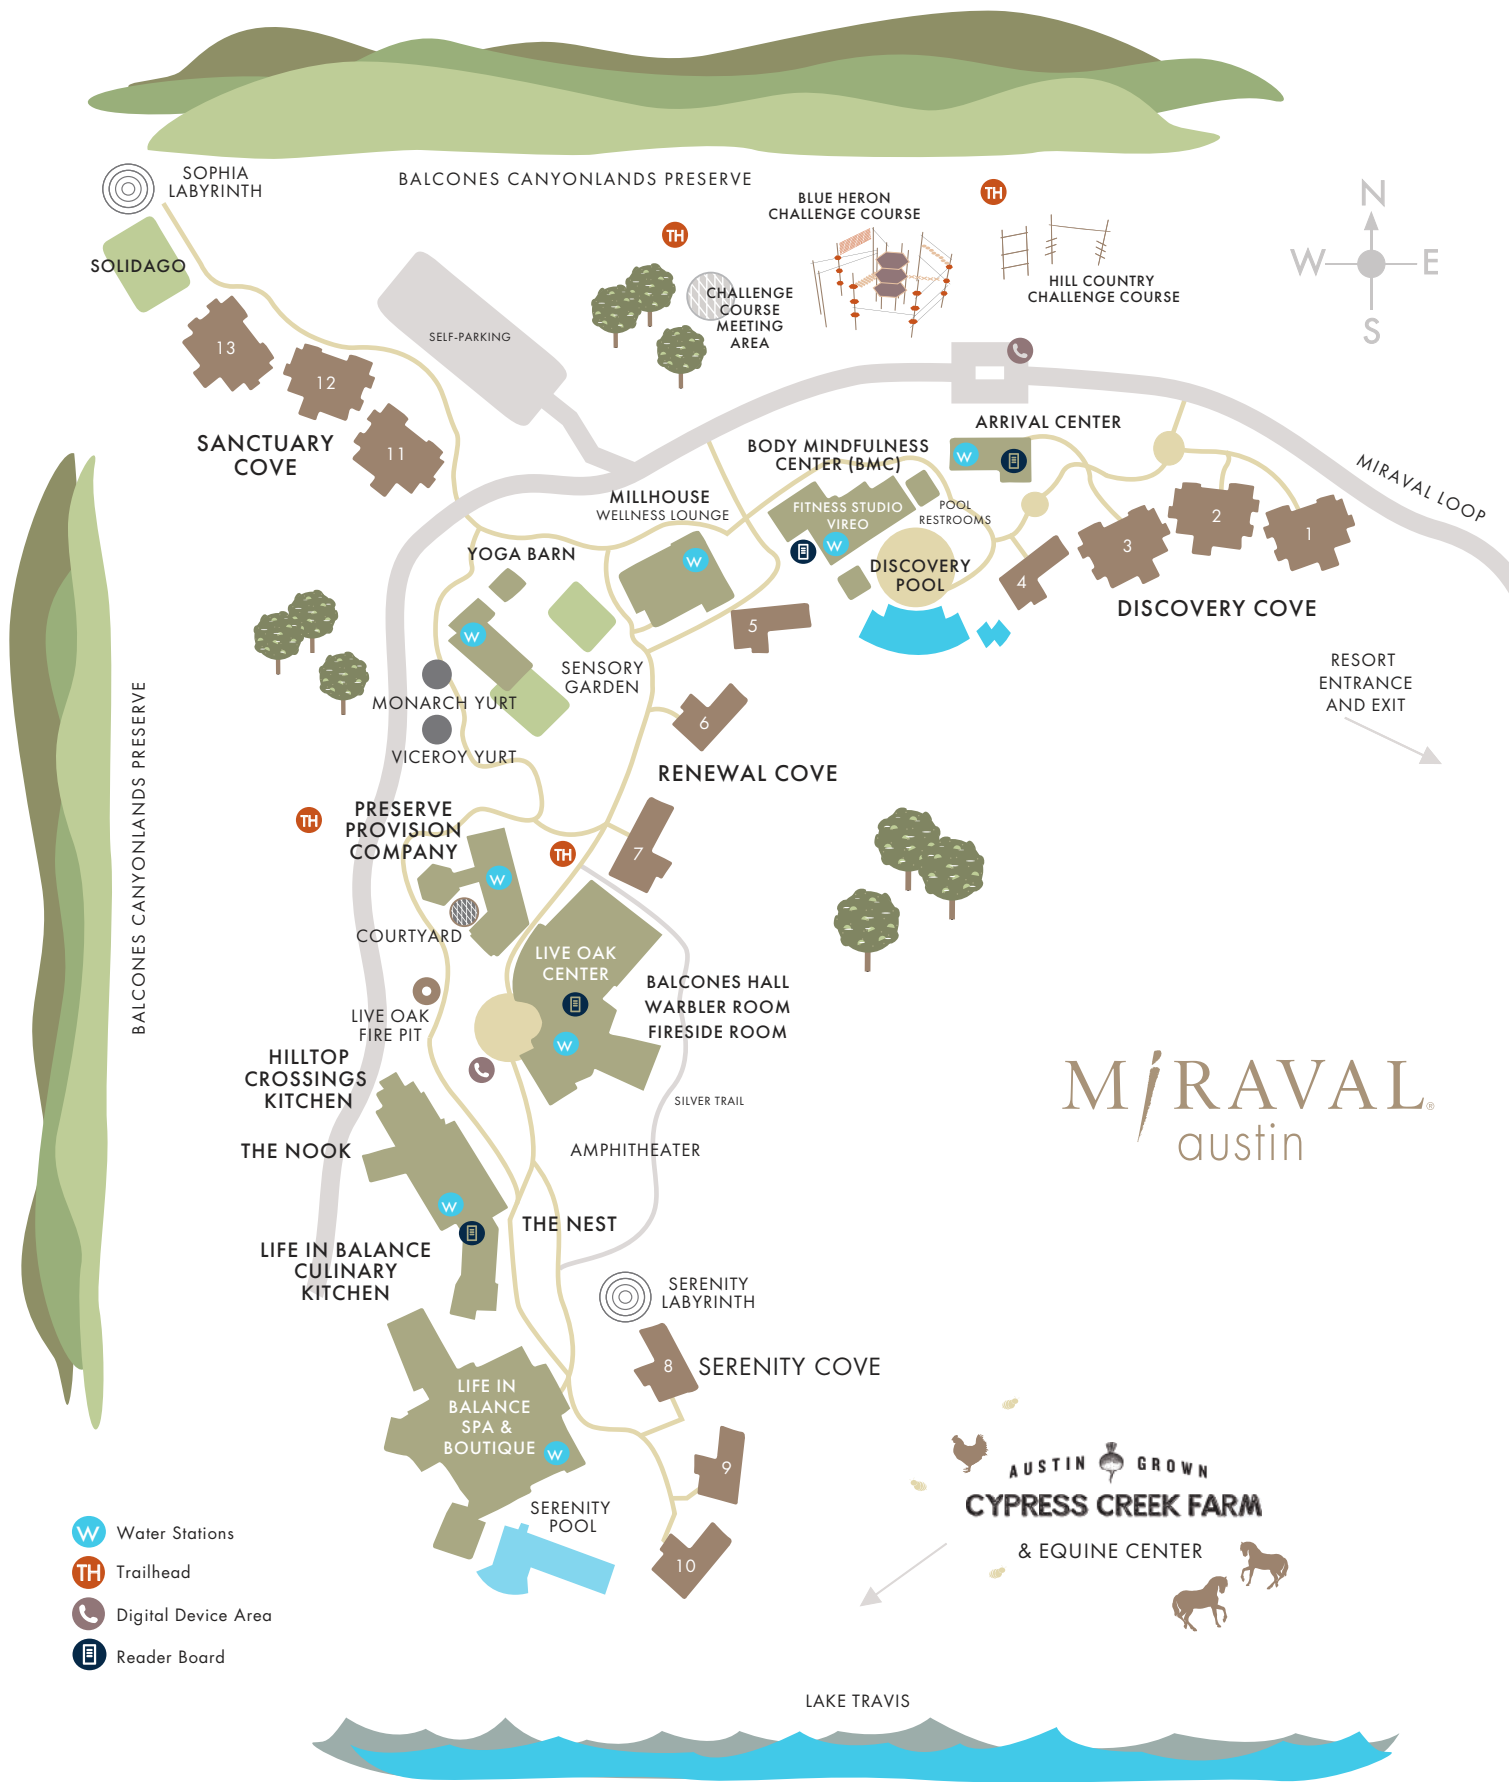 SOPHIA
LABYRINTH
BALCONES CANYONLANDS PRESERVE
TH
TH
BLUE HERON
CHALLENGE COURSE
N
W
E
S
SOLIDAGO
HILL COUNTRY
CHALLENGE COURSE
CHALLENGE
COURSE
MEETING
AREA
SELF-PARKING
13
12
11
SANCTUARY
COVE
ARRIVAL CENTER
W
BODY MINDFULNESS
CENTER (BMC)
MIRAVAL LOOP
MILLHOUSE
WELLNESS LOUNGE
FITNESS STUDIO
VIREO
W
POOL
RESTROOMS
1
2
3
4
YOGA BARN
W
DISCOVERY
POOL
DISCOVERY COVE
W
5
SENSORY
GARDEN
RESORT
ENTRANCE
AND EXIT
MONARCH YURT
VICEROY YURT
6
RENEWAL COVE
BALCONES CANYONLANDS PRESERVE
TH
PRESERVE
PROVISION
COMPANY
TH
7
W
COURTYARD
LIVE OAK
CENTER
BALCONES HALL
WARBLER ROOM
FIRESIDE ROOM
W
LIVE OAK
FIRE PIT
HILLTOP
CROSSINGS
KITCHEN
MIRAVAL®
austin
SILVER TRAIL
THE NOOK
AMPHITHEATER
W
THE NEST
LIFE IN BALANCE
CULINARY
KITCHEN
SERENITY
LABYRINTH
8
SERENITY COVE
LIFE IN
BALANCE
SPA &
BOUTIQUE
W
9
AUSTIN GROWN
CYPRESS CREEK FARM
& EQUINE CENTER
SERENITY
POOL
10
W Water Stations
TH Trailhead
Digital Device Area
Reader Board
LAKE TRAVIS